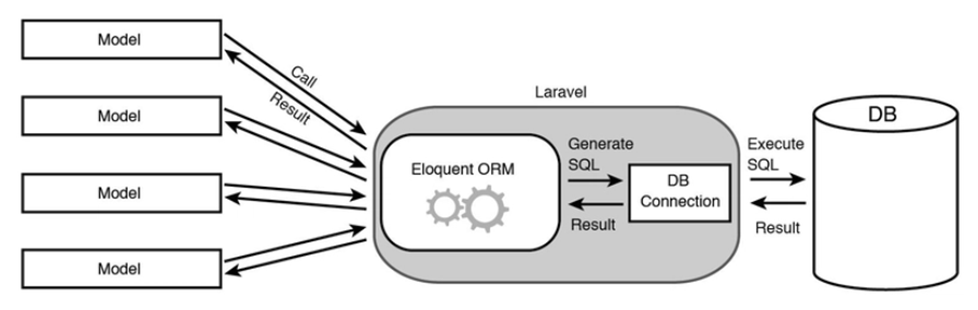 Model
Call
Result
Model
Model
Model
Laravel
Eloquent ORM
Generate
SQL
Result
DB
Connection
Execute
SQL
Result
DB